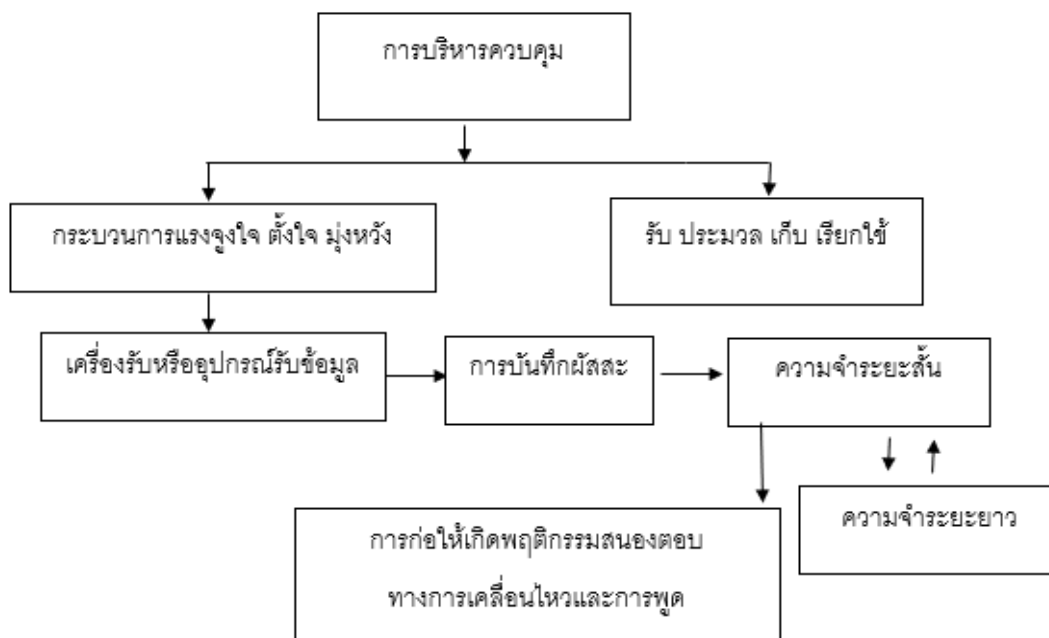 การบริหารควบคุม
กระบวนการแรงจูงใจ ตั้งใจ มุ่งหวัง
รับ ประมวล เก็บ เรียกใช้
เครื่องรับหรืออุปกรณ์รับข้อมูล
การบันทึกผัสสะ
ความจำระยะสั้น
ความจำระยะยาว
การก่อให้เกิดพฤติกรรมสนองตอบ
ทางการเคลื่อนไหวและการพูด